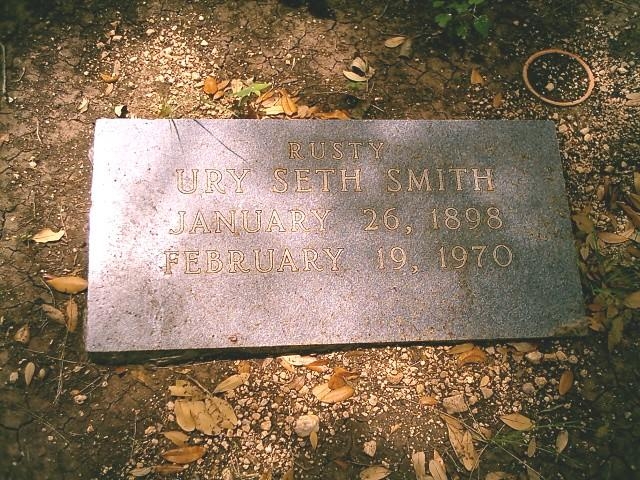 RUSTY
URY SETH SMITH
JANUARY 26, 1898
FEBRUARY 19, 1970